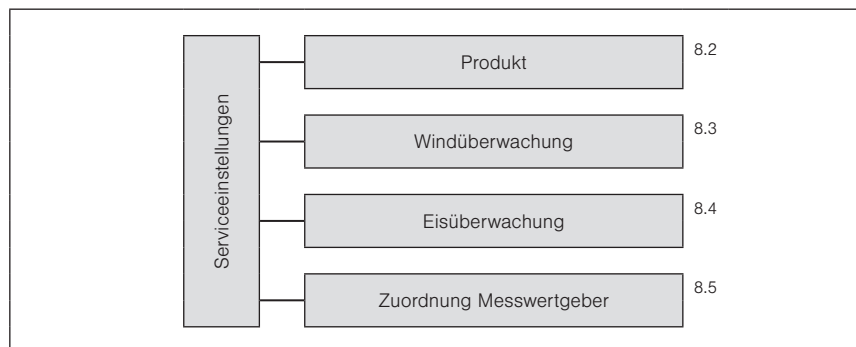 Serviceeinstellungen
Produkt
8.2
Windüberwachung
8.3
Eisüberwachung
8.4
Zuordnung Messwertgeber
8.5